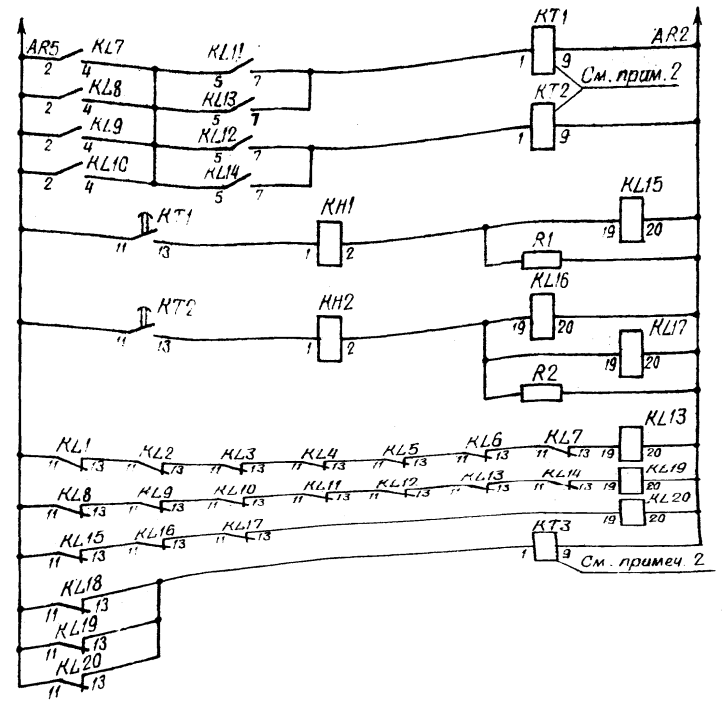 KT1
AR5 KL7 KL11 AR2
2 4 5 7 1 9
См. прим. 2
KL8 KL13 KT2
2 4 5 7
KL9 KL12
2 4 5 7 1 9
KL10 KL14
2 4 5 7
KT1 KH1 KL15
11 13 1 2 19 20
R1
KT2 KH2 KL16
11 13 1 2 19 20
KL17
19 20
R2
KL1 KL2 KL3 KL4 KL5 KL6 KL7 KL13
11 13 11 13 11 13 11 13 11 13 11 13 11 13 19 20
KL8 KL9 KL10 KL11 KL12 KL13 KL14 KL19
11 13 11 13 11 13 11 13 11 13 11 13 11 13 19 20
KL15 KL16 KL17 KL20
11 13 11 13 11 13 19 20
KT3
1 9
См. примеч. 2
KL18
11 13
KL19
11 13
KL20
11 13